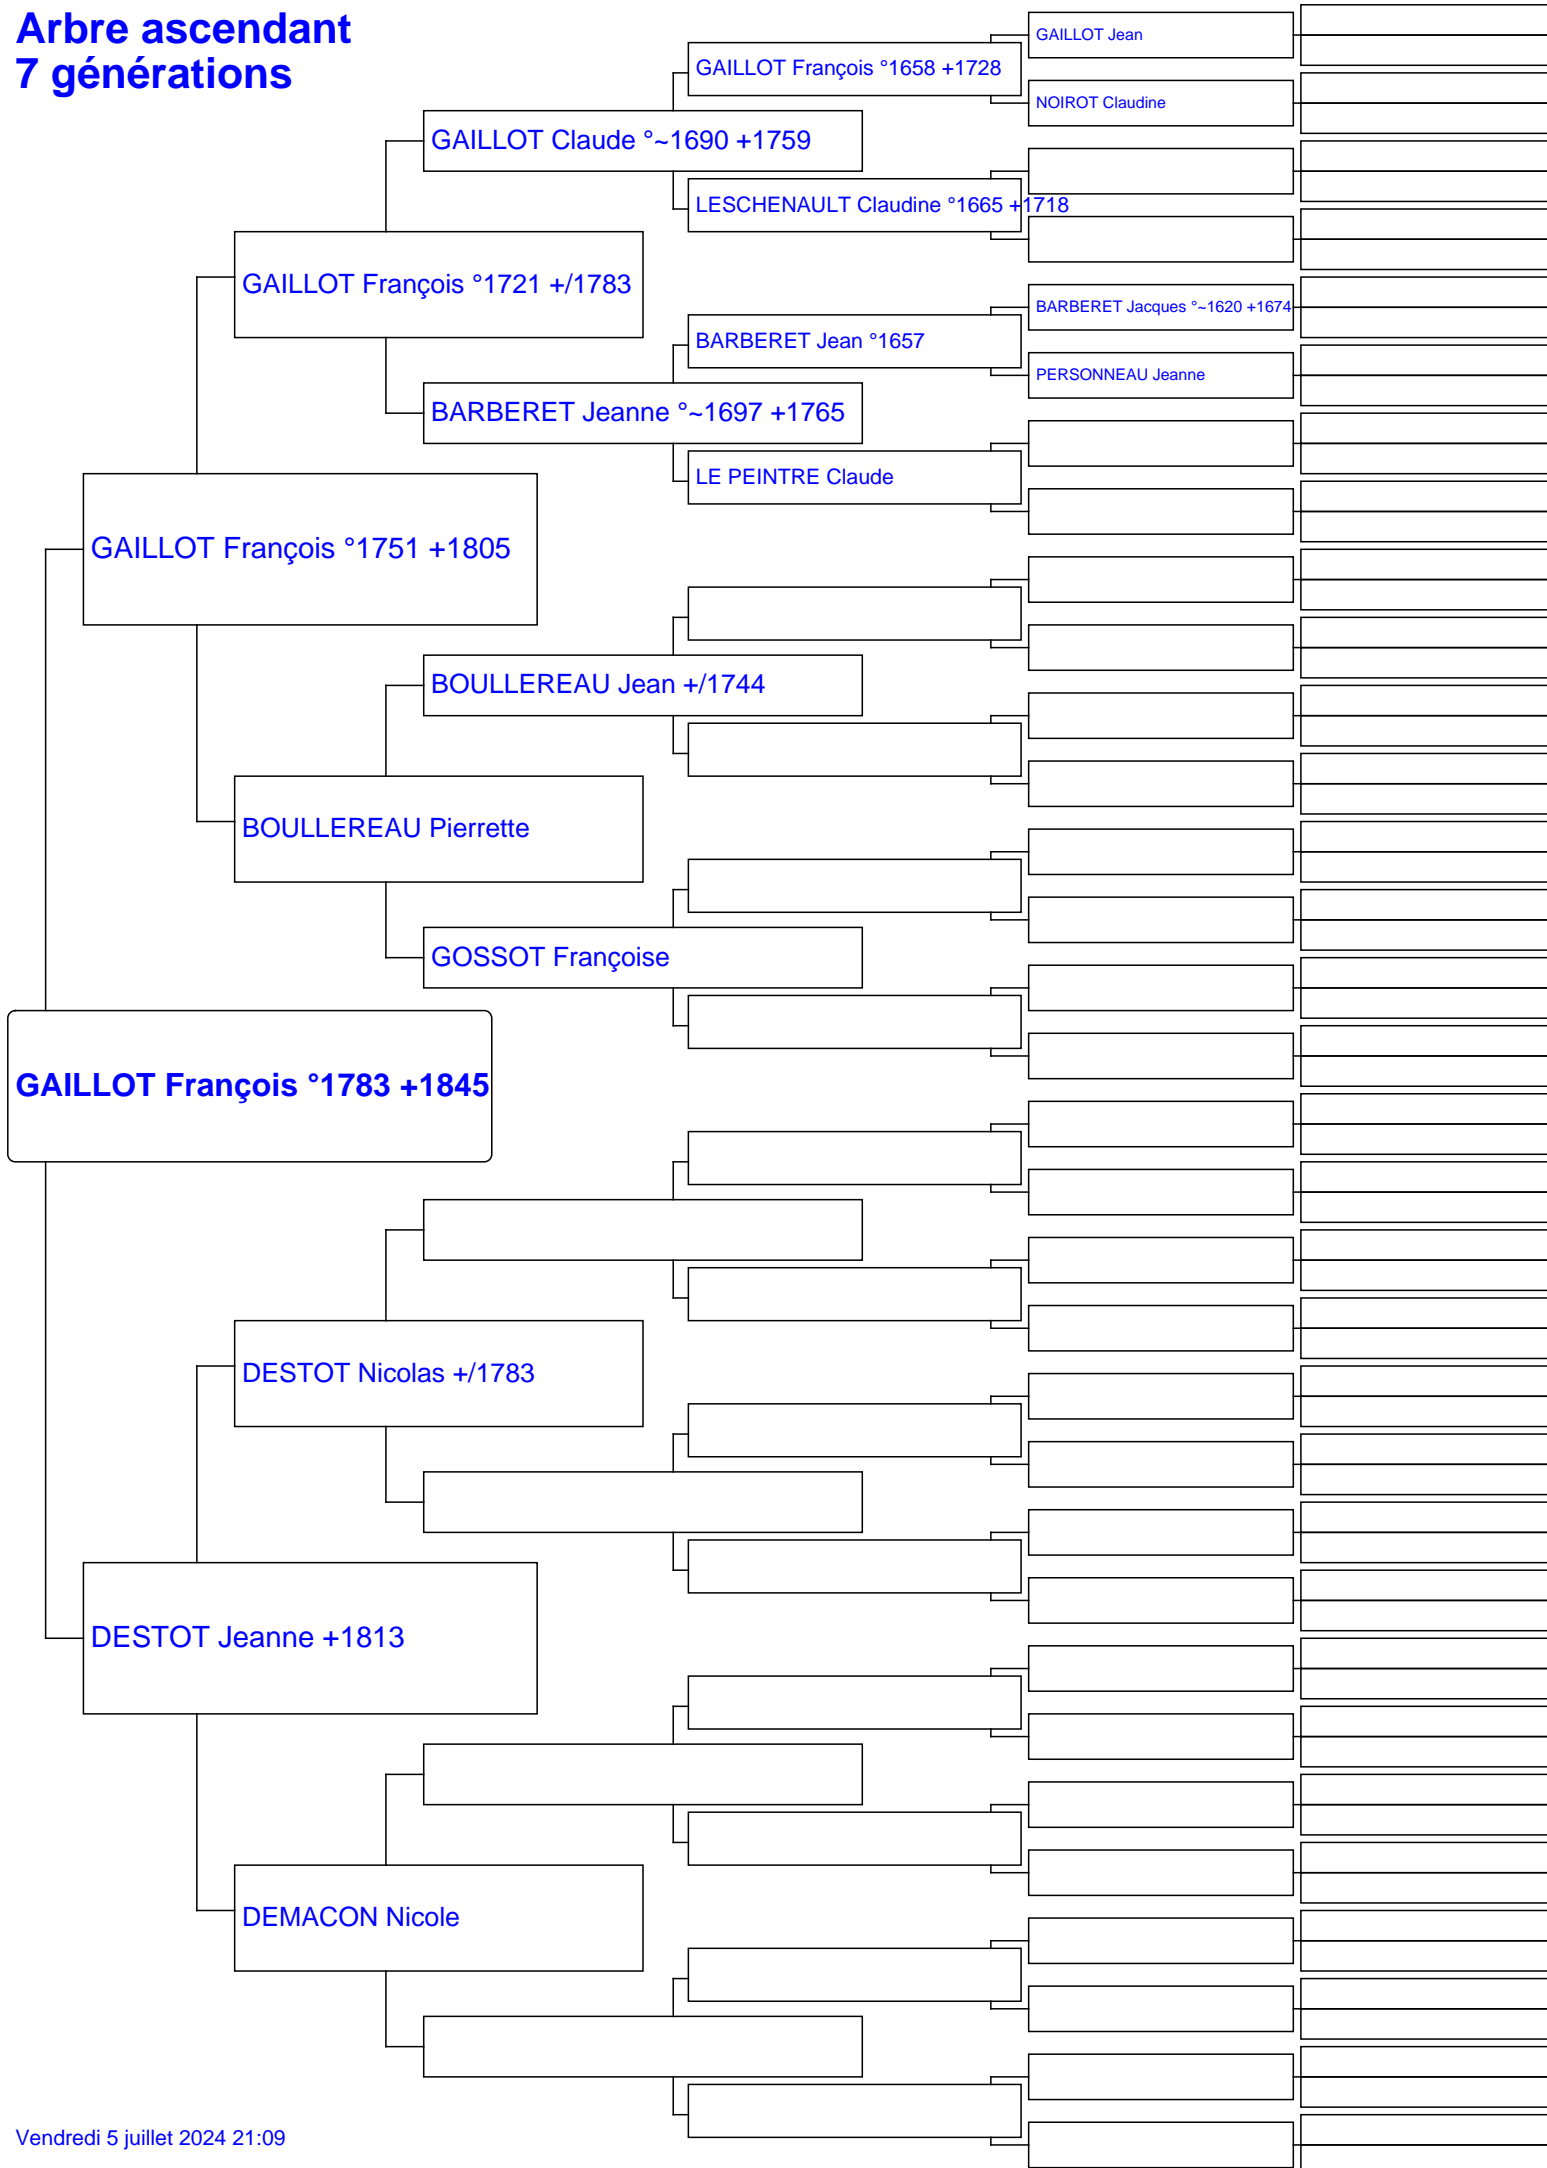 Arbre ascendant
7 générations
GAILLOT Jean
GAILLOT François °1658 +1728
NOIROT Claudine
GAILLOT Claude °~1690 +1759
LESCHENAULT Claudine °1665 +1718
GAILLOT François °1721 +/1783
BARBERET Jacques °~1620 +1674
BARBERET Jean °1657
PERSONNEAU Jeanne
BARBERET Jeanne °~1697 +1765
LE PEINTRE Claude
GAILLOT François °1751 +1805
BOULLEREAU Jean +/1744
BOULLEREAU Pierrette
GOSSOT Françoise
GAILLOT François °1783 +1845
DESTOT Nicolas +/1783
DESTOT Jeanne +1813
DEMACON Nicole
Vendredi 5 juillet 2024 21:09